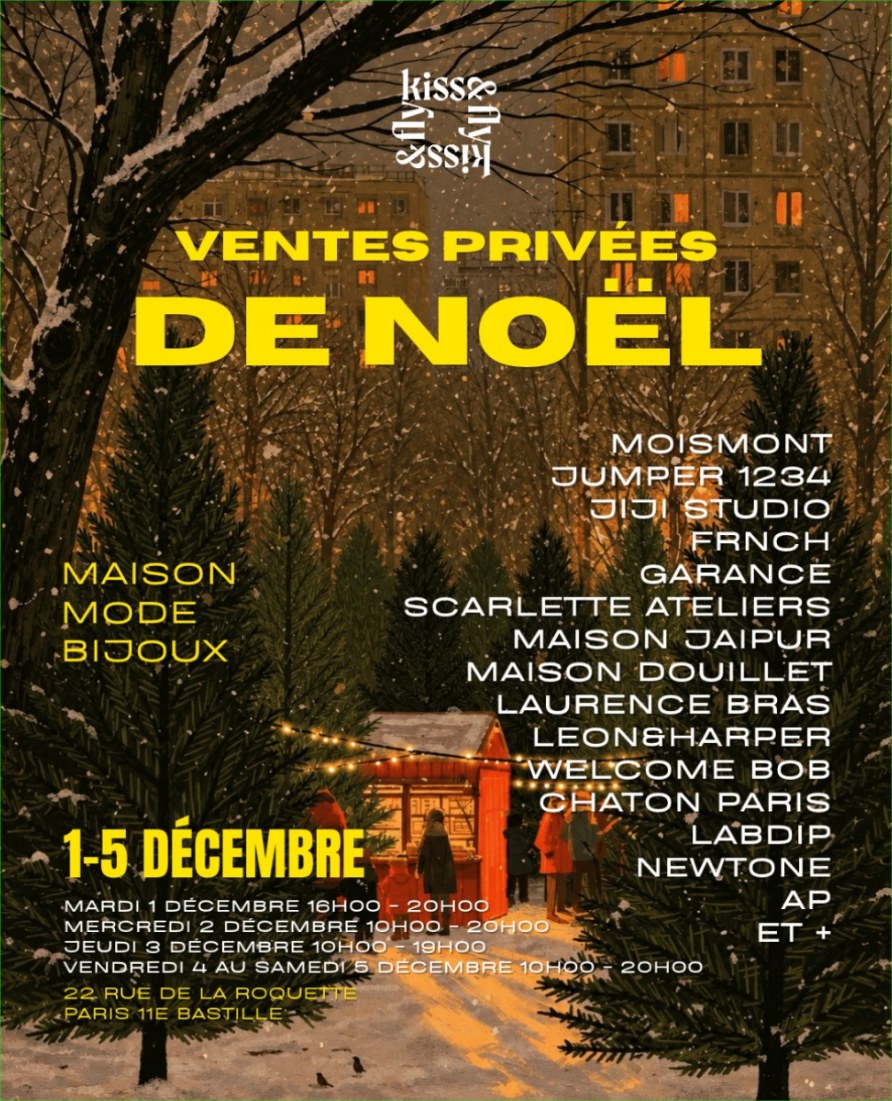 kiss&fly
kiss&fly
VENTES PRIVÉES
DE NOËL
MOISMONT
JUMPER 1234
JIJI STUDIO
FRNCH
GARANCE
SCARLETTE ATELIERS
MAISON JAIPUR
MAISON DOUILLET
LAURENCE BRAS
LEON&HARPER
WELCOME BOB
CHATON PARIS
LABDIP
NEWTONE
AP
ET +
MAISON
MODE
BIJOUX
1-5 DÉCEMBRE
MARDI 1 DÉCEMBRE 16H00 - 20H00
MERCREDI 2 DÉCEMBRE 10H00 - 20H00
JEUDI 3 DÉCEMBRE 10H00 - 19H00
VENDREDI 4 AU SAMEDI 5 DÉCEMBRE 10H00 - 20H00
22 RUE DE LA ROQUETTE
PARIS 11E BASTILLE